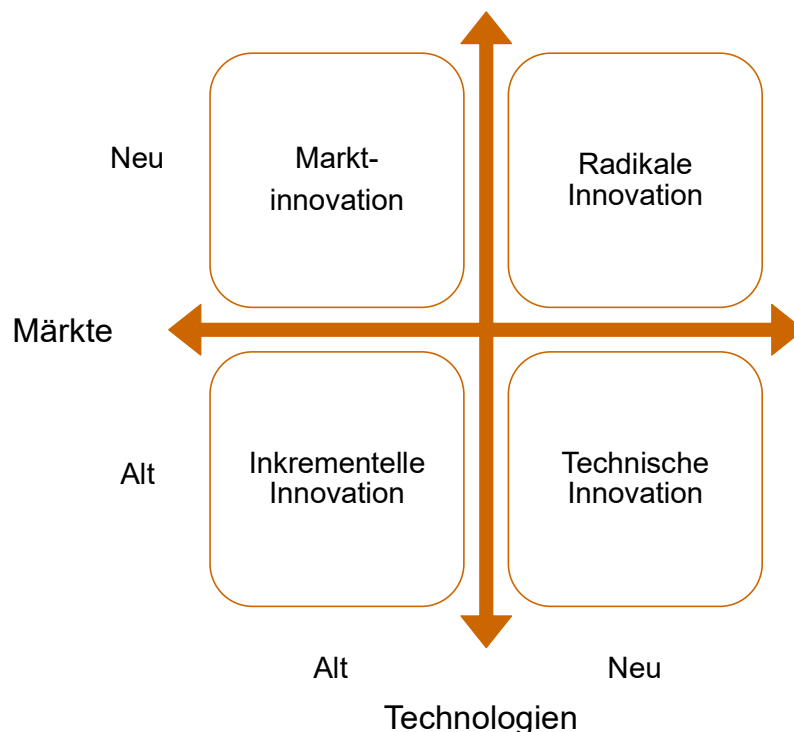 Neu
Markt-
innovation
Radikale
Innovation
Märkte
Alt
Inkrementelle
Innovation
Technische
Innovation
Alt
Neu
Technologien